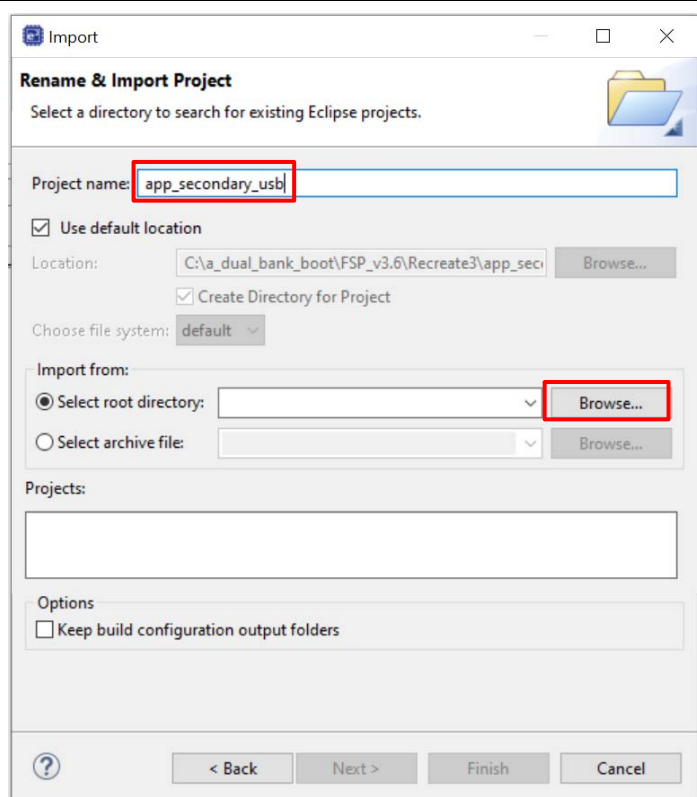 Import
Rename & Import Project
Select a directory to search for existing Eclipse projects.
Project name: app_secondary_usb
Use default location
Location: C:\a_dual_bank_boot\FSP_v3.6\Recreate3\app_sec Browse...
Create Directory for Project
Choose file system: default
Import from:
Select root directory: Browse...
Select archive file: Browse...
Projects:
Options
Keep build configuration output folders
? < Back Next > Finish Cancel